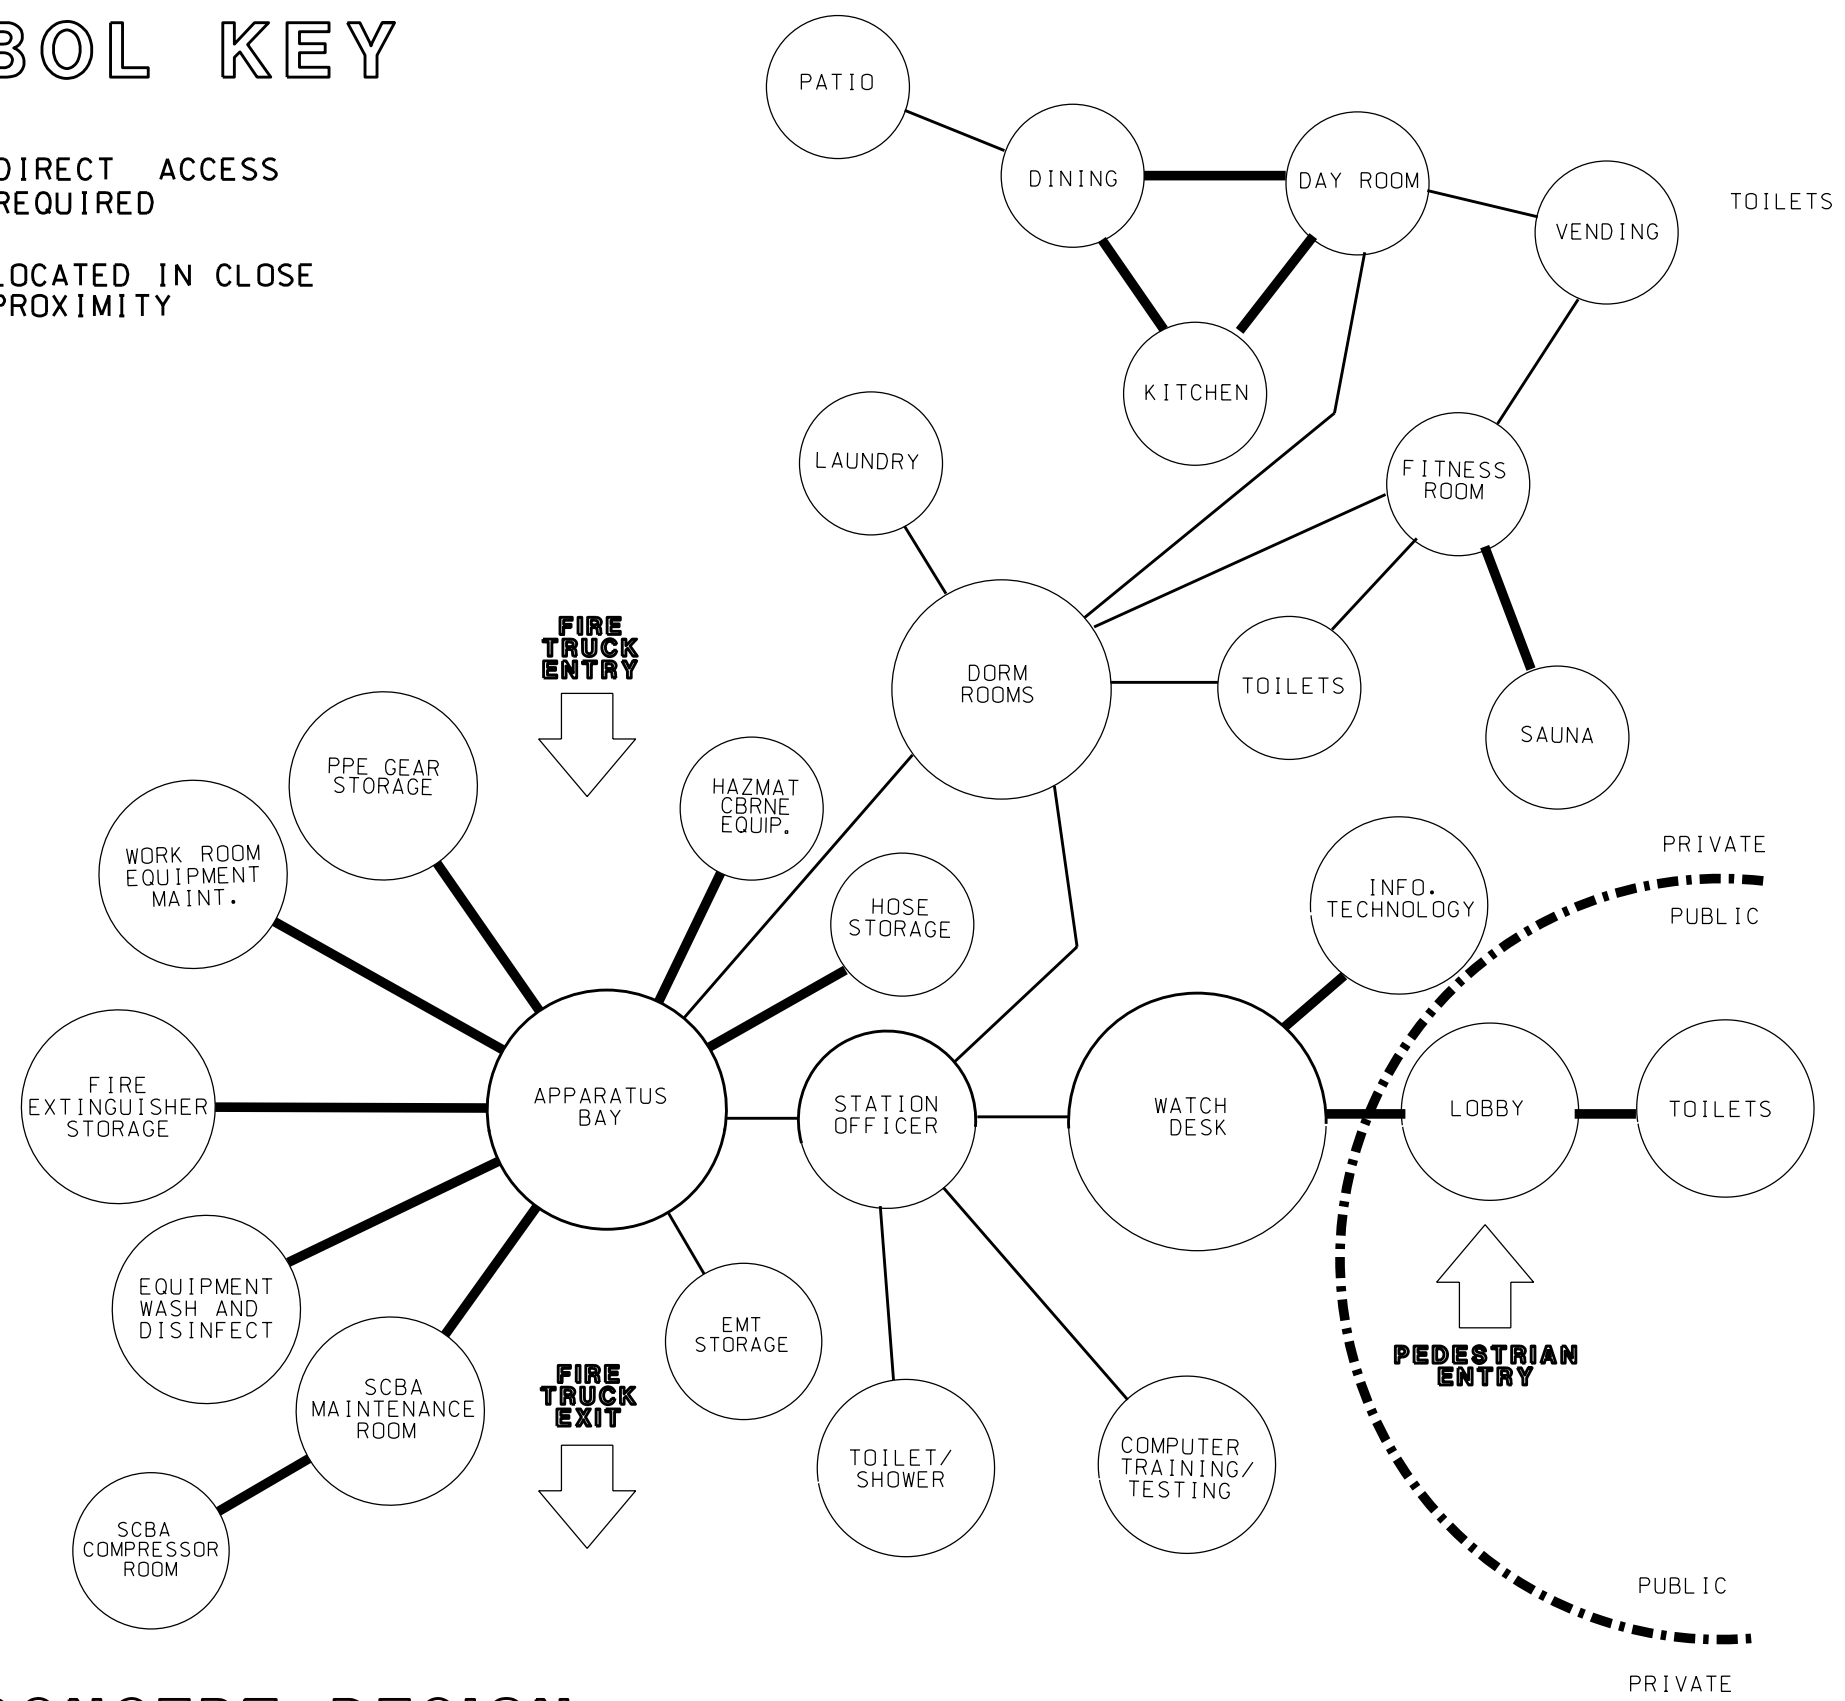 BOL KEY
DIRECT ACCESS
REQUIRED
LOCATED IN CLOSE
PROXIMITY
PATIO
DINING
DAY ROOM
VENDING
TOILETS
KITCHEN
LAUNDRY
FITNESS
ROOM
DORM
ROOMS
TOILETS
SAUNA
FIRE
TRUCK
ENTRY
PPE GEAR
STORAGE
HAZMAT
CBRNE
EQUIP.
WORK ROOM
EQUIPMENT
MAINT.
HOSE
STORAGE
INFO.
TECHNOLOGY
PRIVATE
PUBLIC
FIRE
EXTINGUISHER
STORAGE
APPARATUS
BAY
STATION
OFFICER
WATCH
DESK
LOBBY
TOILETS
EQUIPMENT
WASH AND
DISINFECT
EMT
STORAGE
PEDESTRIAN
ENTRY
SCBA
MAINTENANCE
ROOM
FIRE
TRUCK
EXIT
TOILET/
SHOWER
COMPUTER
TRAINING/
TESTING
SCBA
COMPRESSOR
ROOM
PUBLIC
PRIVATE
CONCEPT DESIGN